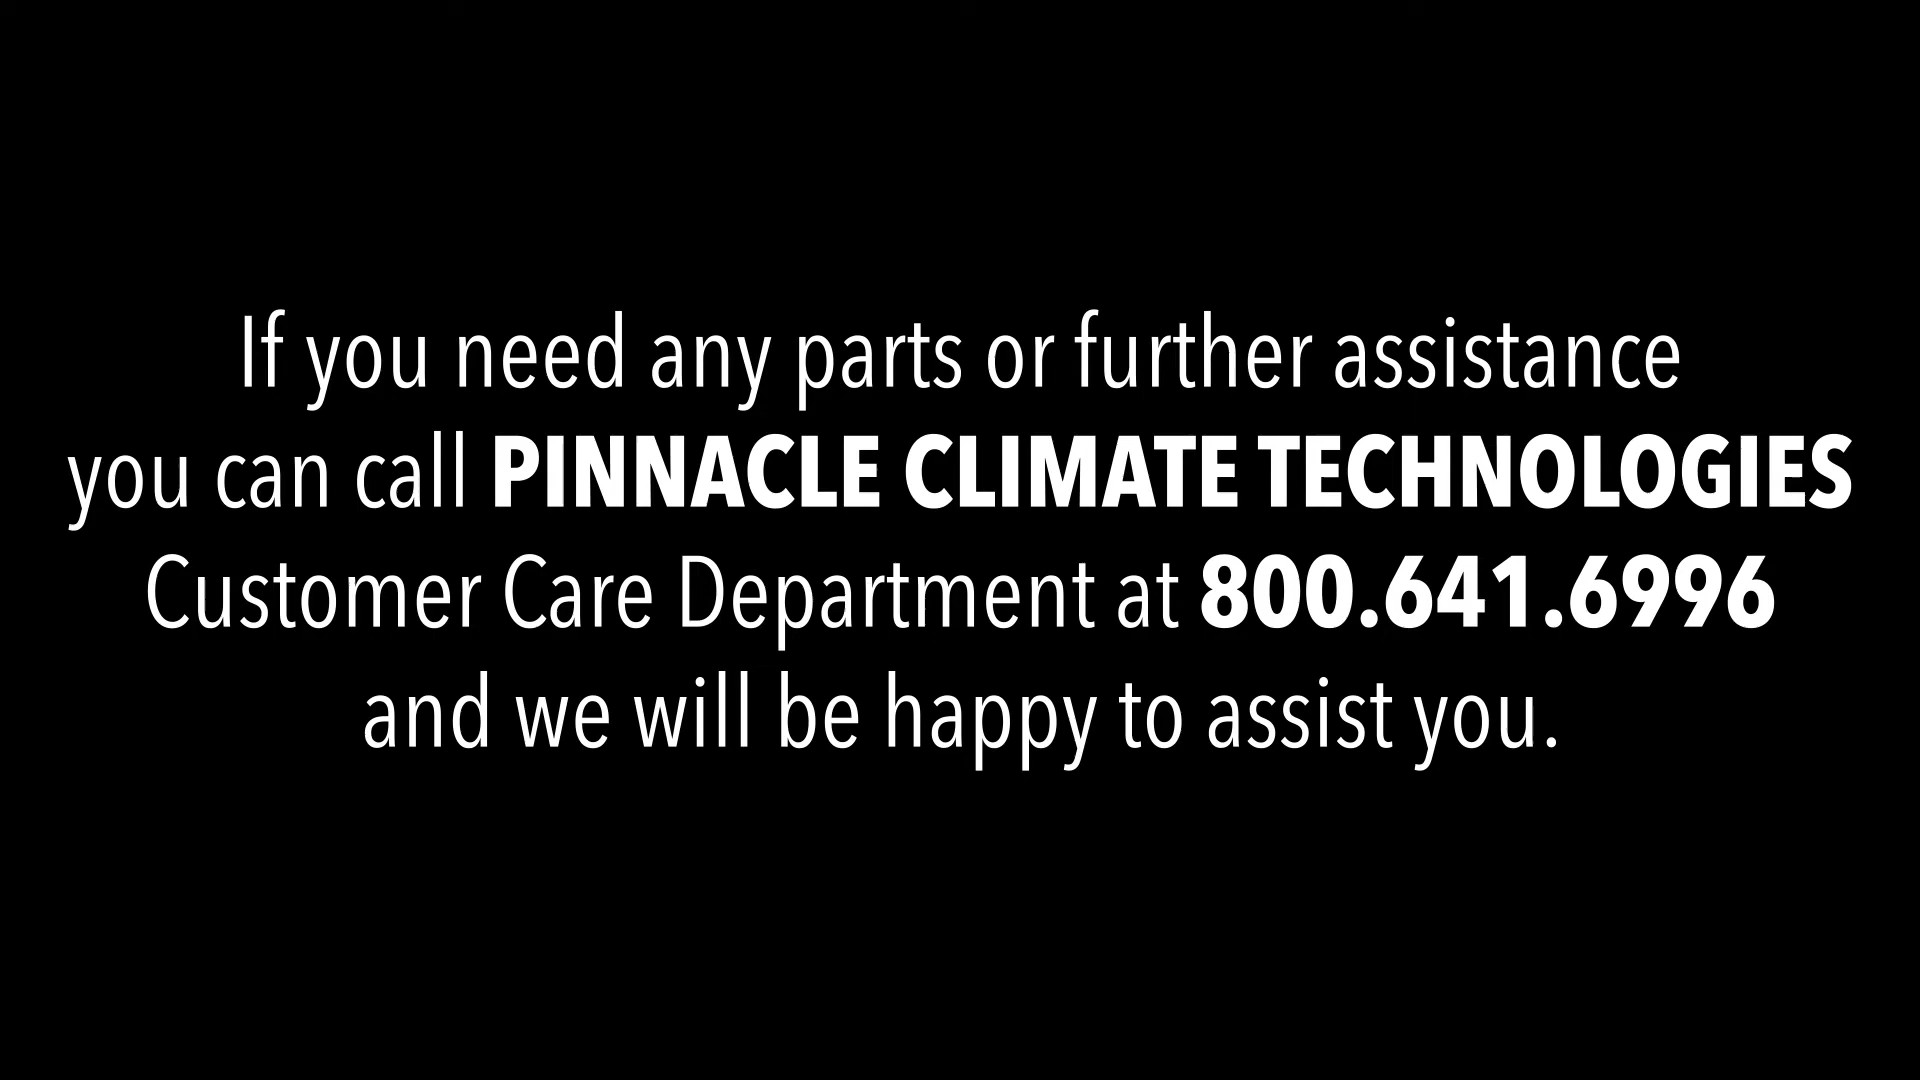 If you need any parts or further assistance
you can call PINNACLE CLIMATE TECHNOLOGIES
Customer Care Department at 800.641.6996
and we will be happy to assist you.